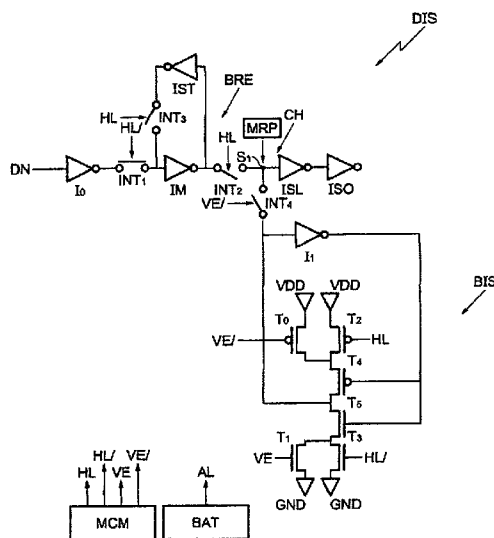 DIS
IST
BRE
HL
HL/
INT3
HL
MRP
CH
DN
I0
INT1
IM
INT2
S1
INT4
ISL
ISO
VE/
I1
VDD
VDD
BIS
T0
T2
VE/
HL
T4
T5
T1
T3
VE
HL/
GND
GND
HL
HL/
VE
VE/
AL
MCM
BAT